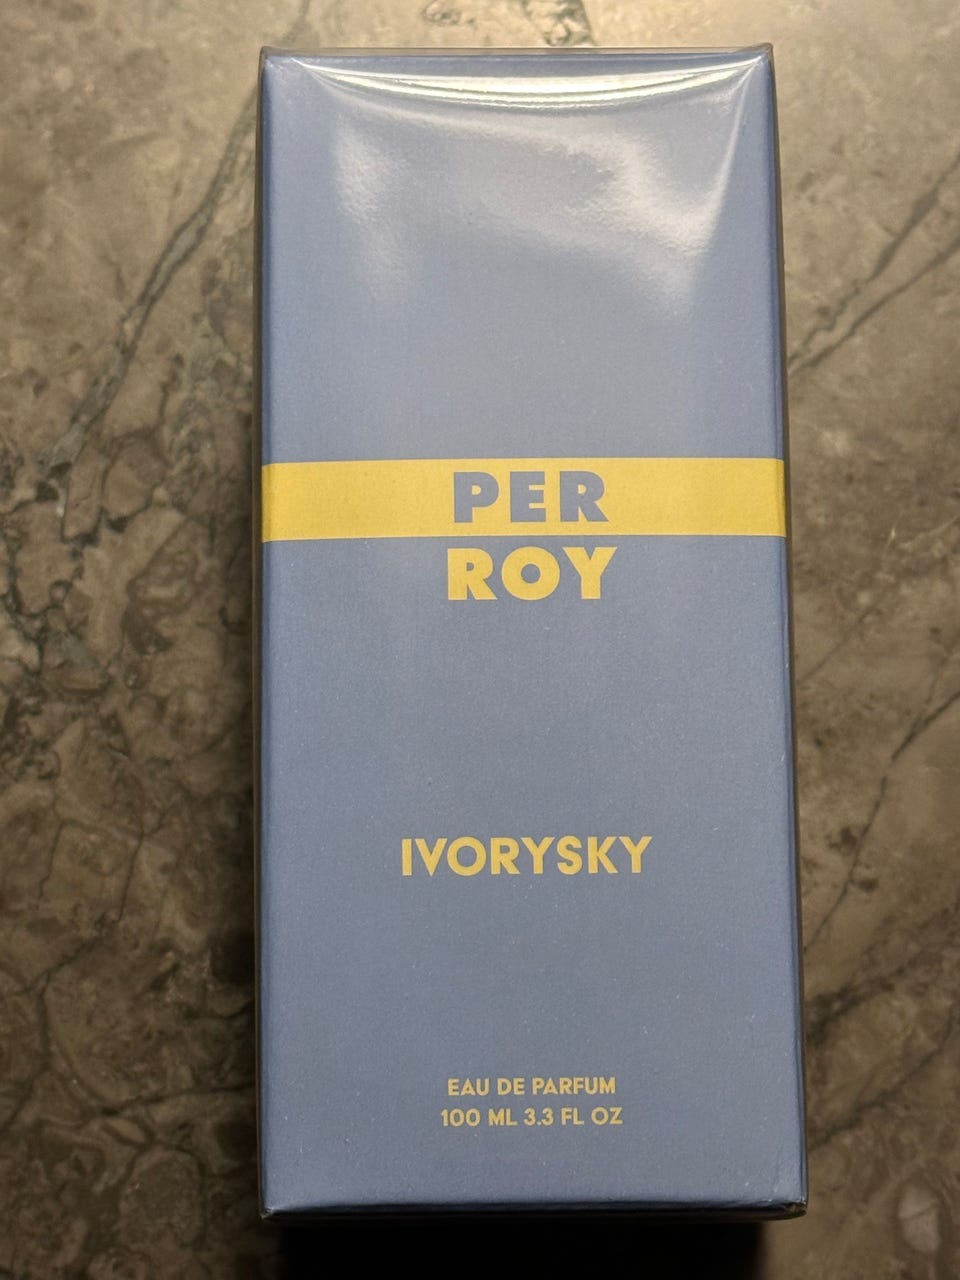 PER
ROY
IVORYSKY
EAU DE PARFUM
100 ML 3.3 FL OZ